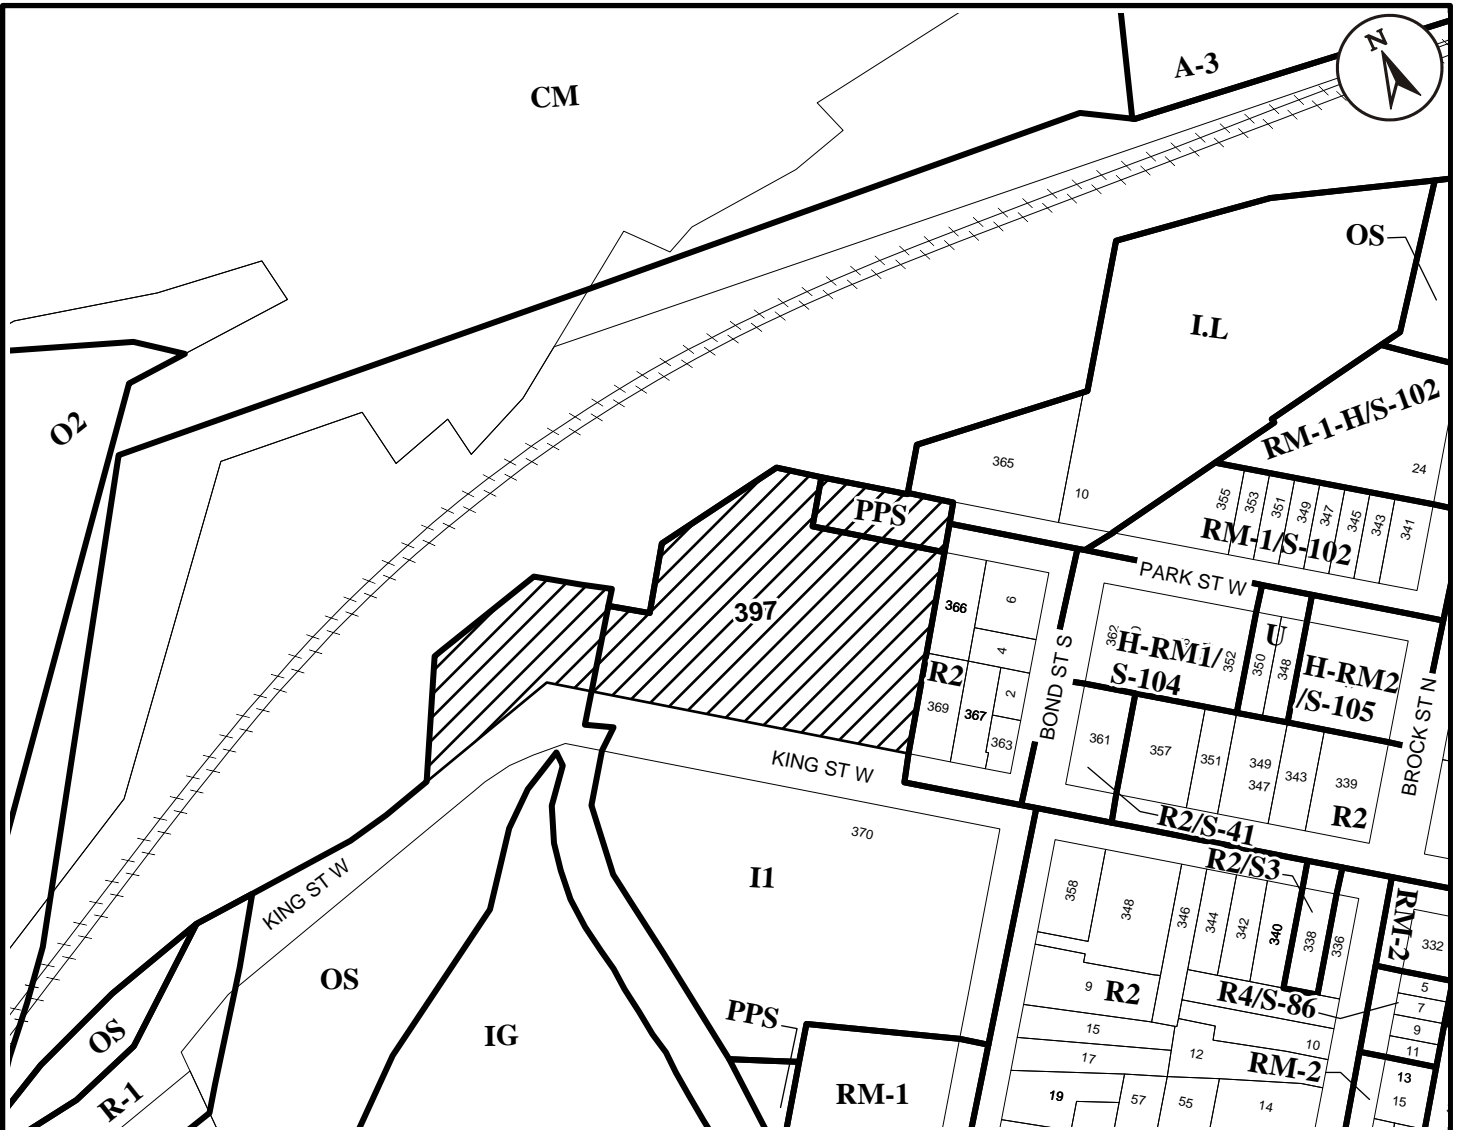 N
A-3
CM
OS
I.L
O2
RM-1-H/S-102
24
365
10
355
353
351
349
347
345
343
341
PPS
RM-1/S-102
PARK ST W
397
366
6
4
R2
369
367
2
363
BOND ST S
362
H-RM1/
S-104
352
350
U
348
H-RM2
/S-105
BROCK ST N
361
357
351
349
347
343
339
R2
KING ST W
R2/S-41
R2/S3
370
I1
KING ST W
358
348
346
344
342
340
338
336
RM-2
332
OS
9
R2
R4/S-86
5
7
9
11
PPS
15
10
OS
IG
17
12
RM-2
13
R-1
RM-1
19
57
55
14
15